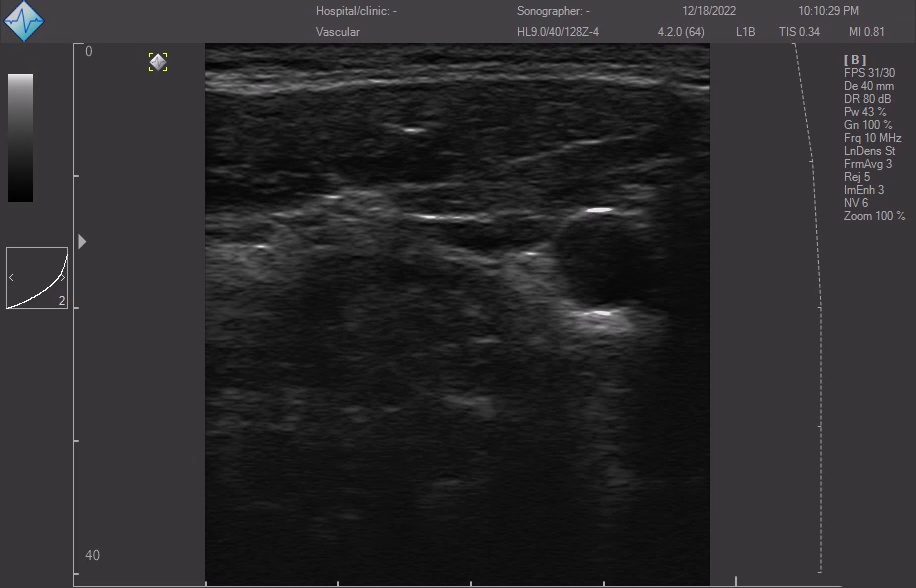 Hospital/clinic: - Sonographer: - 12/18/2022 10:10:29 PM
Vascular HL9.0/40/128Z-4 4.2.0 (64) L1B TIS 0.34 MI 0.81
0
[ B ]
FPS 31/30
De 40 mm
DR 80 dB
Pw 43 %
Gn 100 %
Frq 10 MHz
LnDens St
FrmAvg 3
Rej 5
ImEnh 3
NV 6
Zoom 100 %
2
40